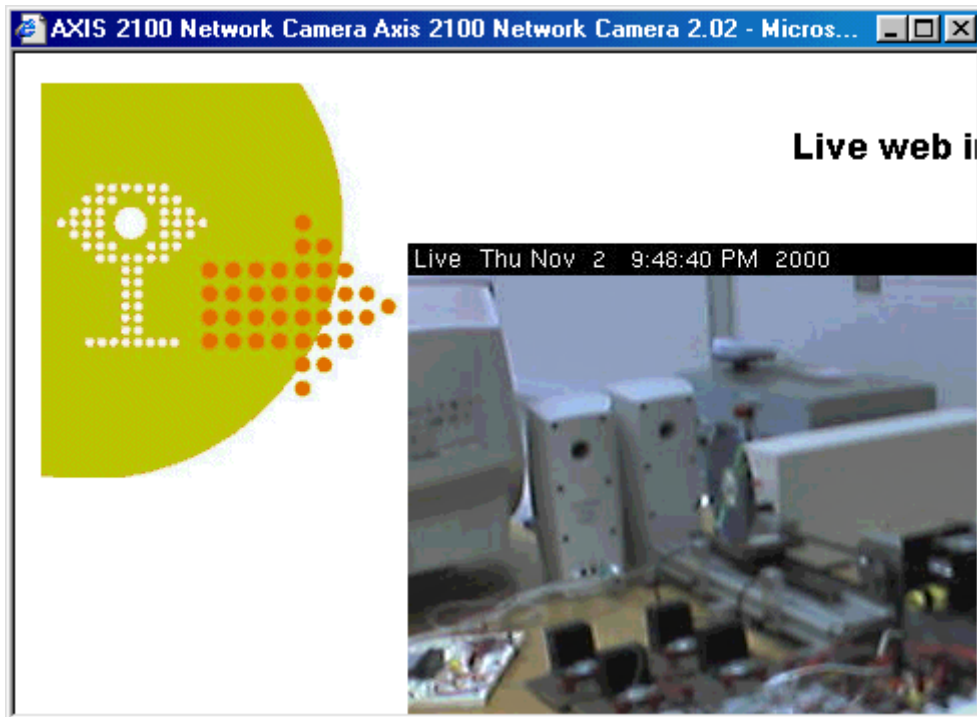 AXIS 2100 Network Camera Axis 2100 Network Camera 2.02 - Micros...
Live web i
Live Thu Nov 2 9:48:40 PM 2000